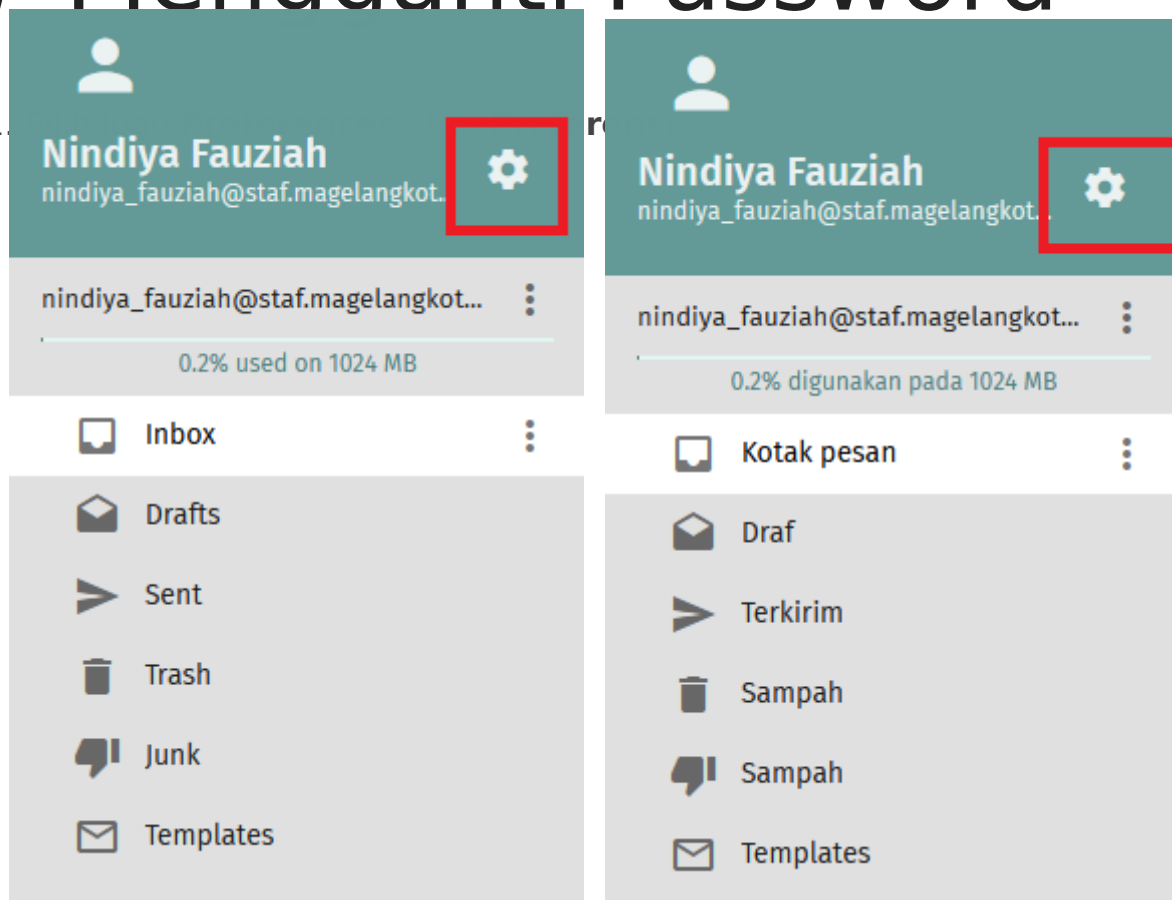 Mengganti Password
Nindiya Fauziah
nindiya_fauziah@staf.magelangkot..
nindiya_fauziah@staf.magelangkot...
0.2% used on 1024 MB
Inbox
Drafts
Sent
Trash
Junk
Templates
Nindiya Fauziah
nindiya_fauziah@staf.magelangkot...
nindiya_fauziah@staf.magelangkot...
0.2% digunakan pada 1024 MB
Kotak pesan
Draf
Terkirim
Sampah
Sampah
Templates